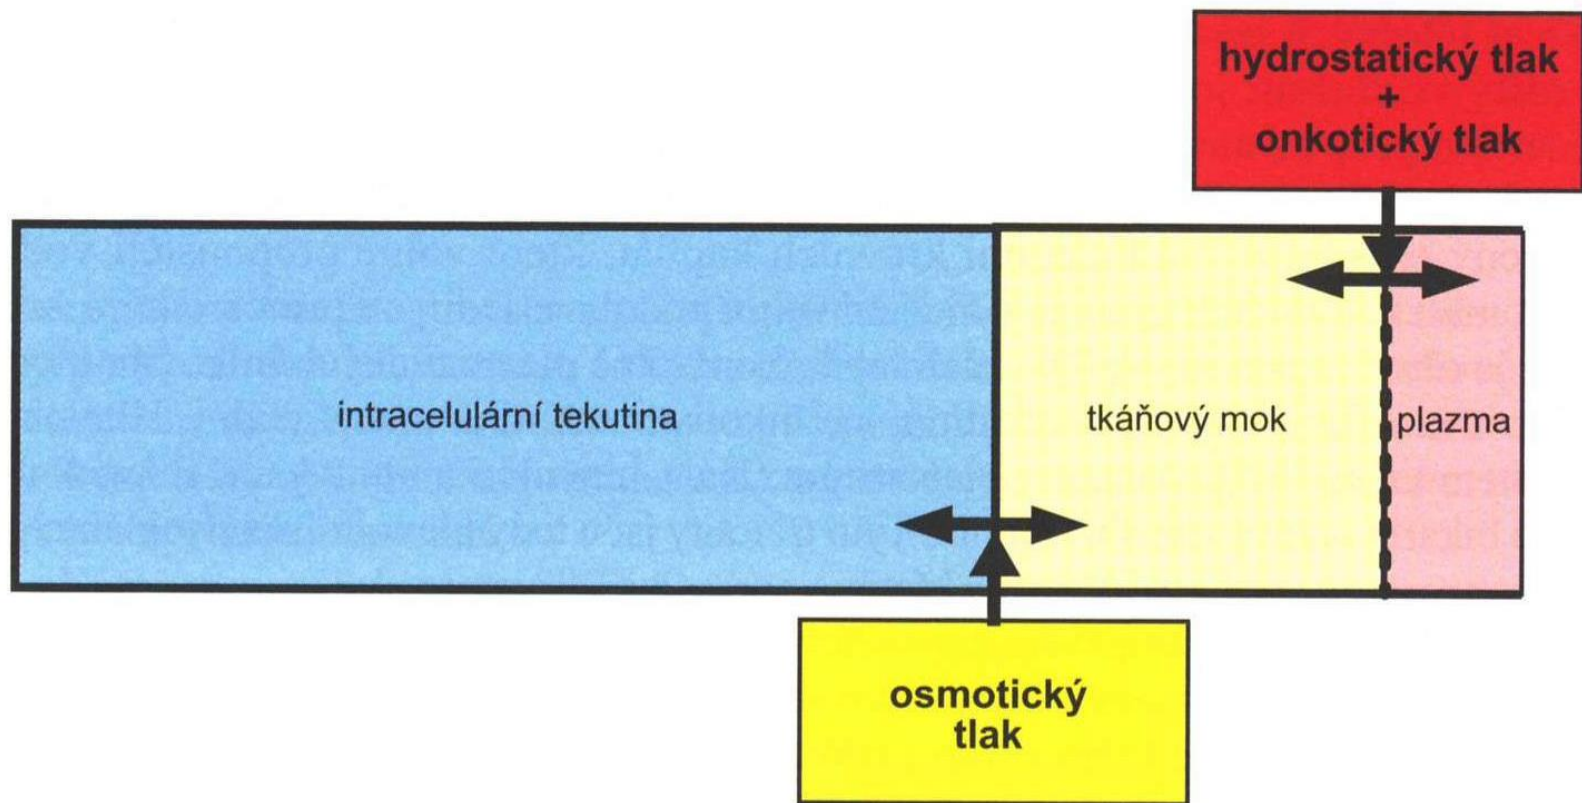 hydrostatický tlak
+
onkotický tlak
intracelulární tekutina
tkáňový mok
plazma
osmotický
tlak